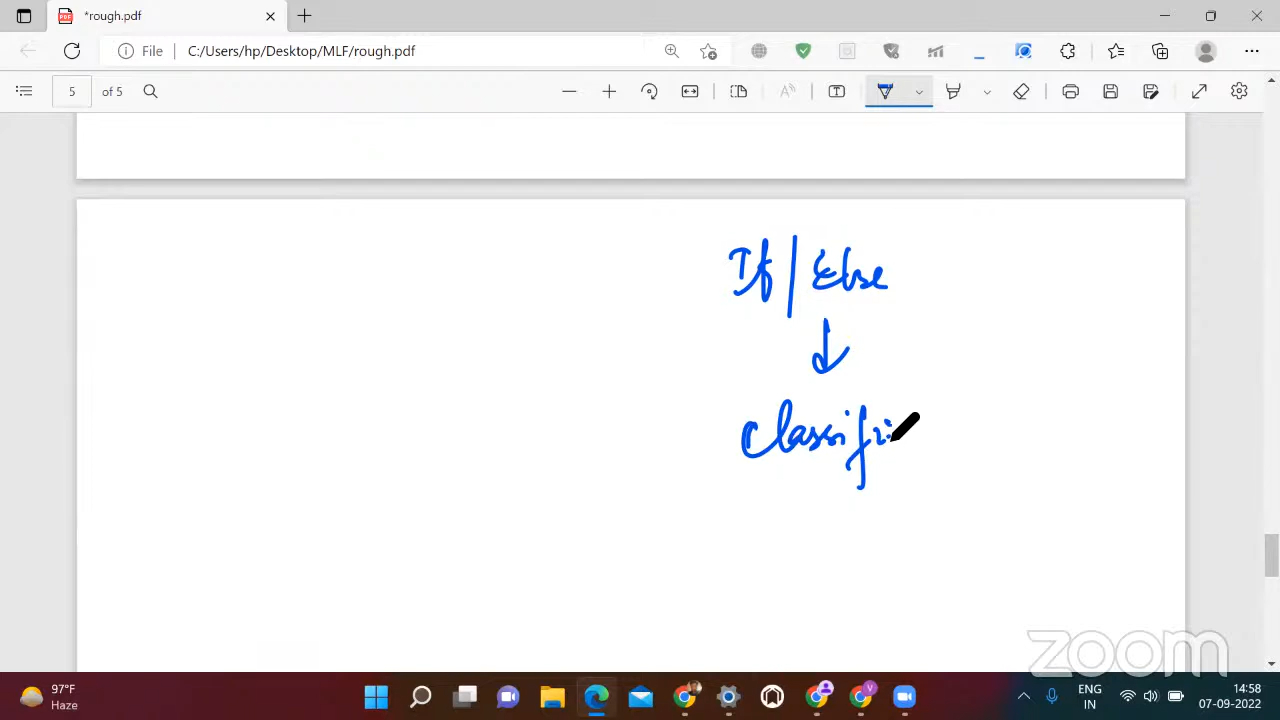 *rough.pdf
File C:/Users/hp/Desktop/MLF/rough.pdf
5 of 5
If | Else
Classifi
zoom
97°F
Haze
ENG
IN
14:58
07-09-2022